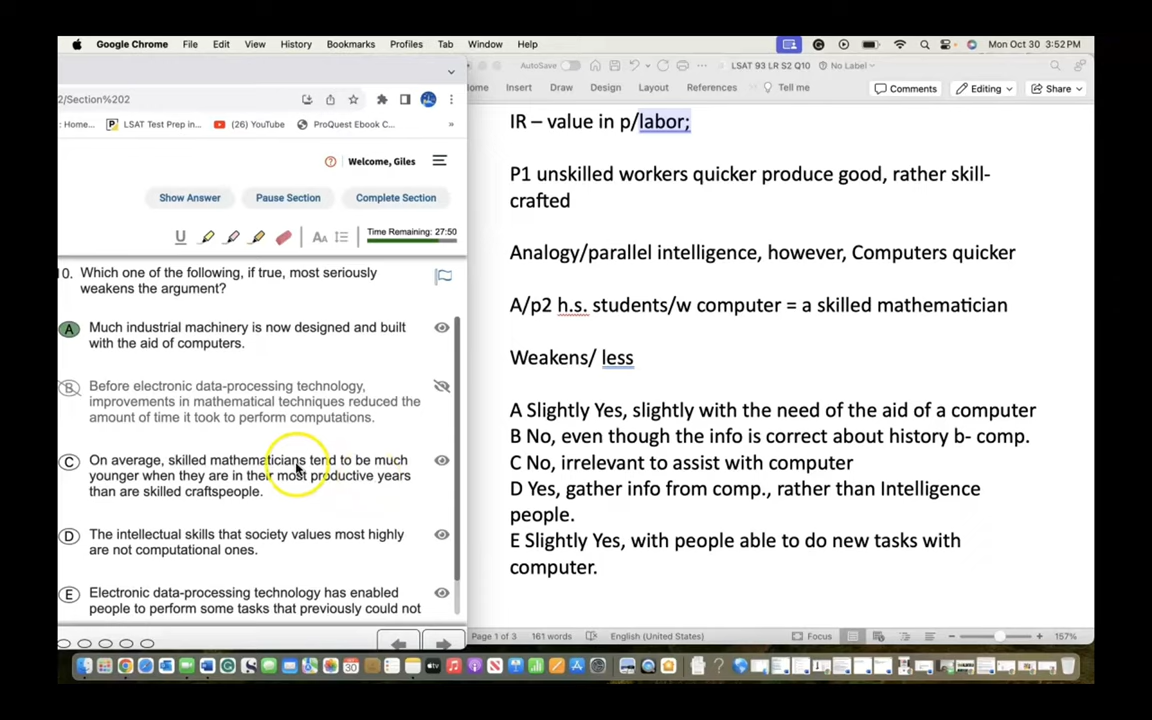 Google Chrome File Edit View History Bookmarks Profiles Tab Window Help Mon Oct 30 3:52 PM
AutoSave LSAT 93 LR S2 Q10 No Label
2/Section%202
ome Insert Draw Design Layout References Tell me Comments Editing Share
: Home... LSAT Test Prep in... (26) YouTube ProQuest Ebook C... »
Welcome, Giles
Show Answer Pause Section Complete Section
Time Remaining: 27:50
10. Which one of the following, if true, most seriously
weakens the argument?
A Much industrial machinery is now designed and built
with the aid of computers.
B Before electronic data-processing technology,
improvements in mathematical techniques reduced the
amount of time it took to perform computations.
C On average, skilled mathematicians tend to be much
younger when they are in their most productive years
than are skilled craftspeople.
D The intellectual skills that society values most highly
are not computational ones.
E Electronic data-processing technology has enabled
people to perform some tasks that previously could not
IR – value in p/labor;
P1 unskilled workers quicker produce good, rather skill-
crafted
Analogy/parallel intelligence, however, Computers quicker
A/p2 h.s. students/w computer = a skilled mathematician
Weakens/ less
A Slightly Yes, slightly with the need of the aid of a computer
B No, even though the info is correct about history b- comp.
C No, irrelevant to assist with computer
D Yes, gather info from comp., rather than Intelligence
people.
E Slightly Yes, with people able to do new tasks with
computer.
Page 1 of 3 161 words English (United States) Focus 157%